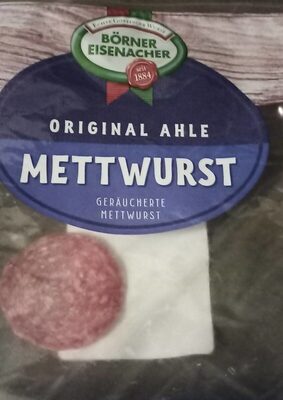 BÖRNER
EISENACHER
seit
1884
ORIGINAL AHLE
METTWURST
GERÄUCHERTE
METTWURST